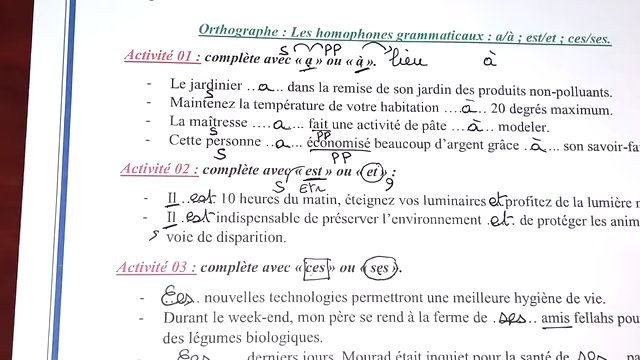 Orthographe : Les homophones grammaticaux : a/à ; est/et ; ces/ses.
S PP
Activité 01 : complète avec « a » ou « à ». lieu à
- Le jardinier ..a... dans la remise de son jardin des produits non-polluants.
S
- Maintenez la température de votre habitation ....à... 20 degrés maximum.
- La maîtresse ....a... fait une activité de pâte ...à... modeler.
S PP
- Cette personne ..a... économisé beaucoup d'argent grâce .à... son savoir-fa
S PP
Activité 02 : complète avec « est » ou « et » ;
S
- Il ..est. 10 heures du matin, éteignez vos luminaires et profitez de la lumière
- Il .est indispensable de préserver l'environnement .et. de protéger les anim
voie de disparition.
Activité 03 : complète avec « ces » ou « ses ».
- Ces. nouvelles technologies permettront une meilleure hygiène de vie.
- Durant le week-end, mon père se rend à la ferme de .ses... amis fellahs pou
des légumes biologiques.
derniers jours, Mourad était inquiet pour la santé de